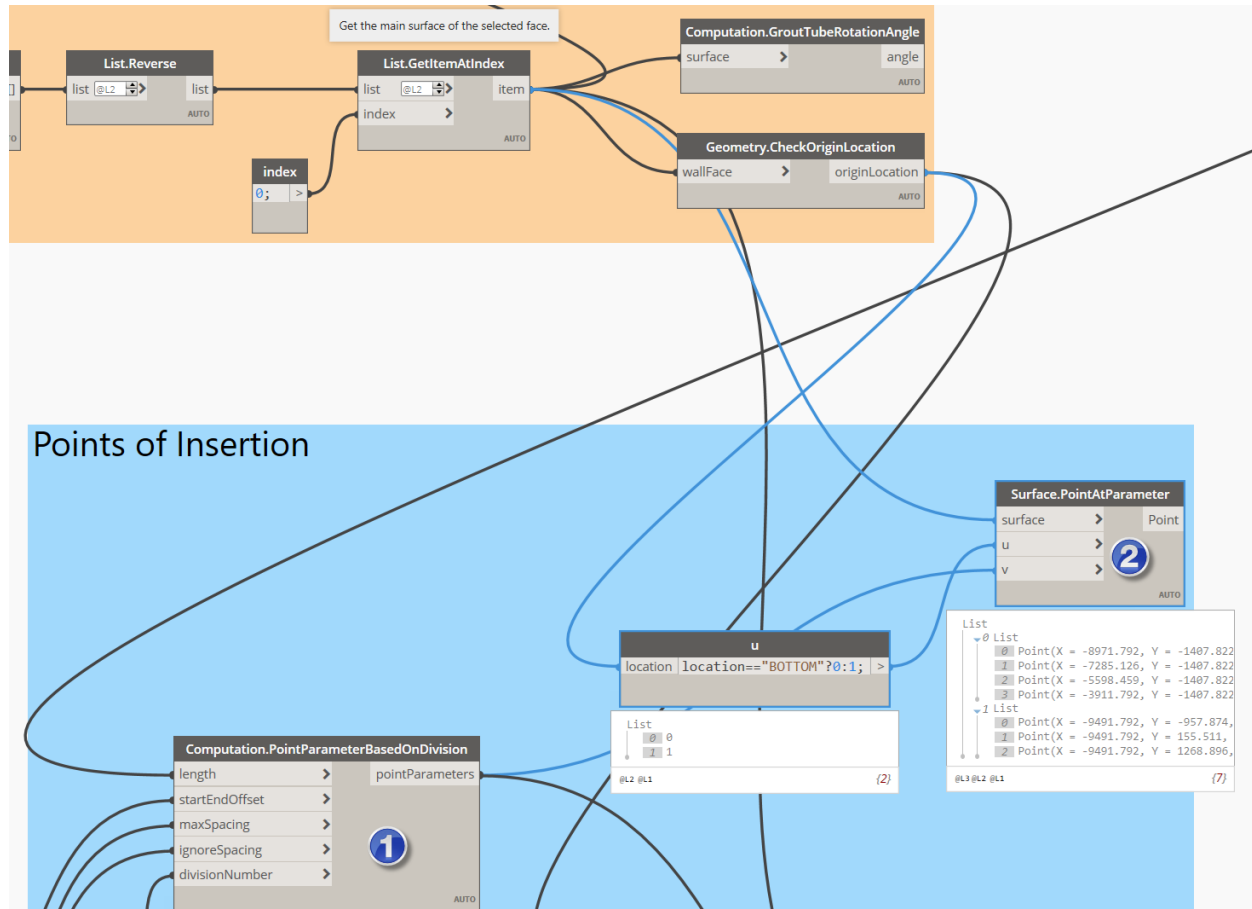 Get the main surface of the selected face.
Computation.GroutTubeRotationAngle
surface > angle
AUTO
List.Reverse
list @L2 > list
AUTO
List.GetItemAtIndex
list @L2 > item
index >
AUTO
Geometry.CheckOriginLocation
wallFace > originLocation
AUTO
index
0; >
Points of Insertion
Surface.PointAtParameter
surface > Point
u >
v >
2
AUTO
List
0 List
0 Point(X = -8971.792, Y = -1407.822
1 Point(X = -7285.126, Y = -1407.822
2 Point(X = -5598.459, Y = -1407.822
3 Point(X = -3911.792, Y = -1407.822
1 List
0 Point(X = -9491.792, Y = -957.874,
1 Point(X = -9491.792, Y = 155.511,
2 Point(X = -9491.792, Y = 1268.896,
@L3 @L2 @L1 {7}
u
location location=="BOTTOM"?0:1; >
List
0 0
1 1
@L2 @L1 {2}
Computation.PointParameterBasedOnDivision
length > pointParameters
startEndOffset >
maxSpacing >
ignoreSpacing >
divisionNumber >
1
AUTO